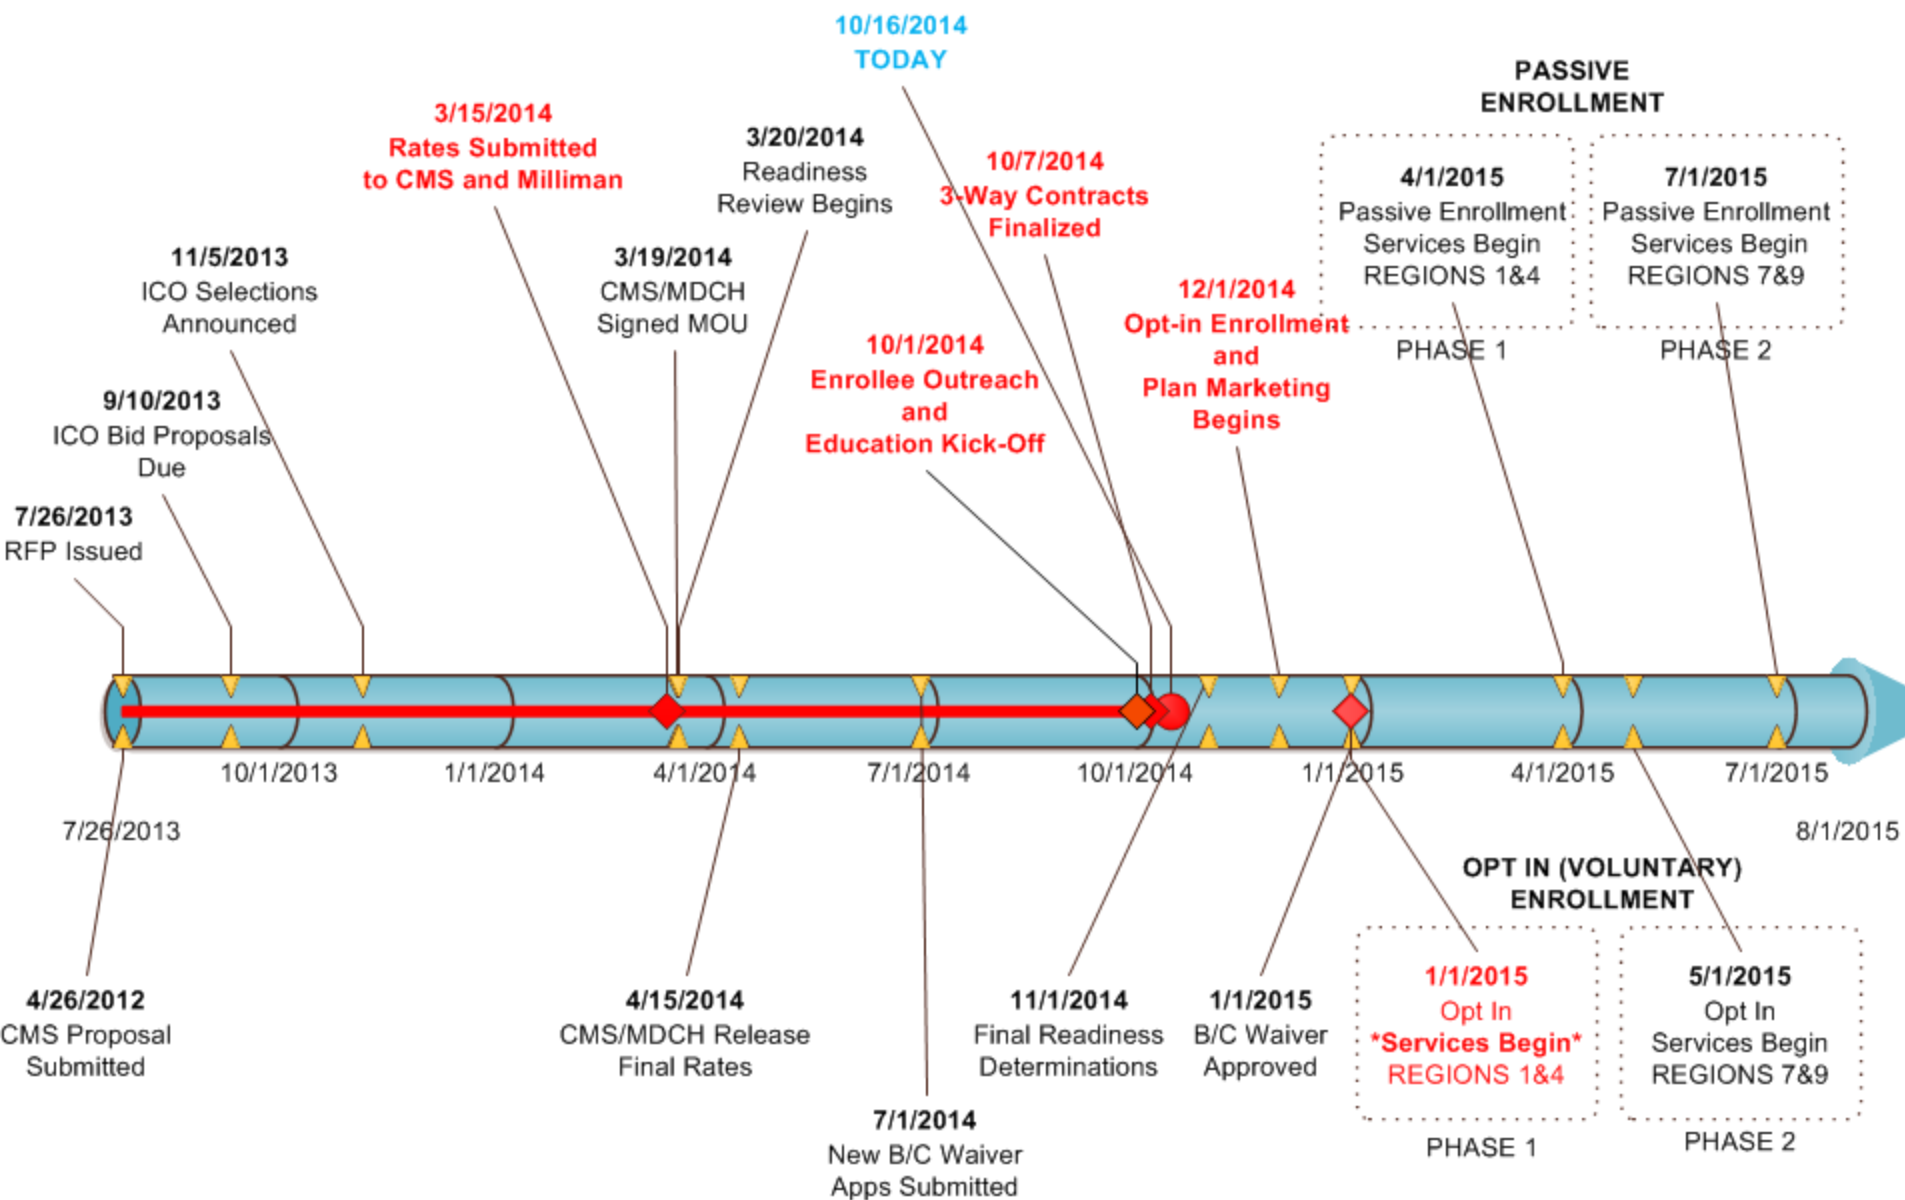 10/16/2014
TODAY
PASSIVE
ENROLLMENT
3/15/2014
Rates Submitted
to CMS and Milliman
3/20/2014
Readiness
Review Begins
10/7/2014
3-Way Contracts
Finalized
4/1/2015
Passive Enrollment
Services Begin
REGIONS 1&4
PHASE 1
7/1/2015
Passive Enrollment
Services Begin
REGIONS 7&9
PHASE 2
11/5/2013
ICO Selections
Announced
3/19/2014
CMS/MDCH
Signed MOU
12/1/2014
Opt-in Enrollment
and
Plan Marketing
Begins
10/1/2014
Enrollee Outreach
and
Education Kick-Off
9/10/2013
ICO Bid Proposals
Due
7/26/2013
RFP Issued
10/1/2013
1/1/2014
4/1/2014
7/1/2014
10/1/2014
1/1/2015
4/1/2015
7/1/2015
7/26/2013
8/1/2015
OPT IN (VOLUNTARY)
ENROLLMENT
4/26/2012
CMS Proposal
Submitted
4/15/2014
CMS/MDCH Release
Final Rates
7/1/2014
New B/C Waiver
Apps Submitted
11/1/2014
Final Readiness
Determinations
1/1/2015
B/C Waiver
Approved
1/1/2015
Opt In
*Services Begin*
REGIONS 1&4
PHASE 1
5/1/2015
Opt In
Services Begin
REGIONS 7&9
PHASE 2